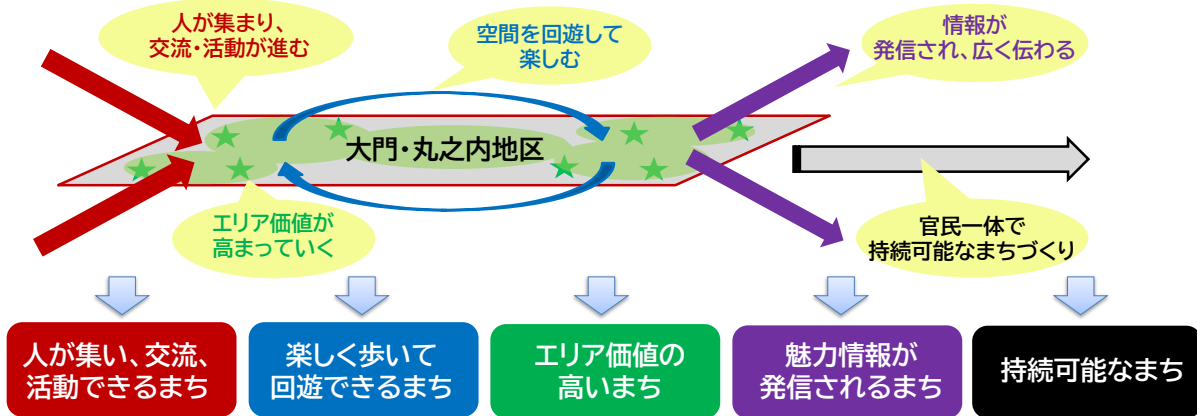 人が集まり、
交流・活動が進む
空間を回遊して
楽しむ
情報が
発信され、広く伝わる
大門・丸之内地区
エリア価値が
高まっていく
官民一体で
持続可能なまちづくり
人が集い、交流、
活動できるまち
楽しく歩いて
回遊できるまち
エリア価値の
高いまち
魅力情報が
発信されるまち
持続可能なまち